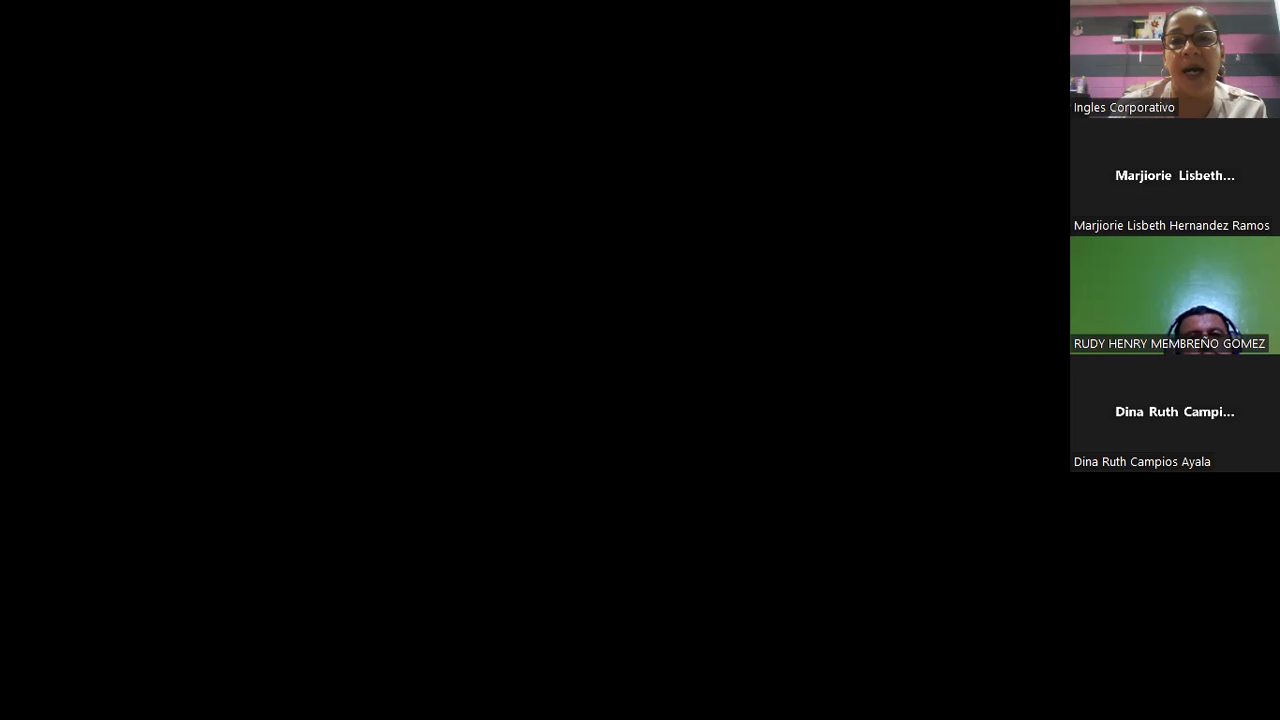 Ingles Corporativo
Marjiorie Lisbeth...
Marjiorie Lisbeth Hernandez Ramos
RUDY HENRY MEMBREÑO GOMEZ
Dina Ruth Campi...
Dina Ruth Campios Ayala